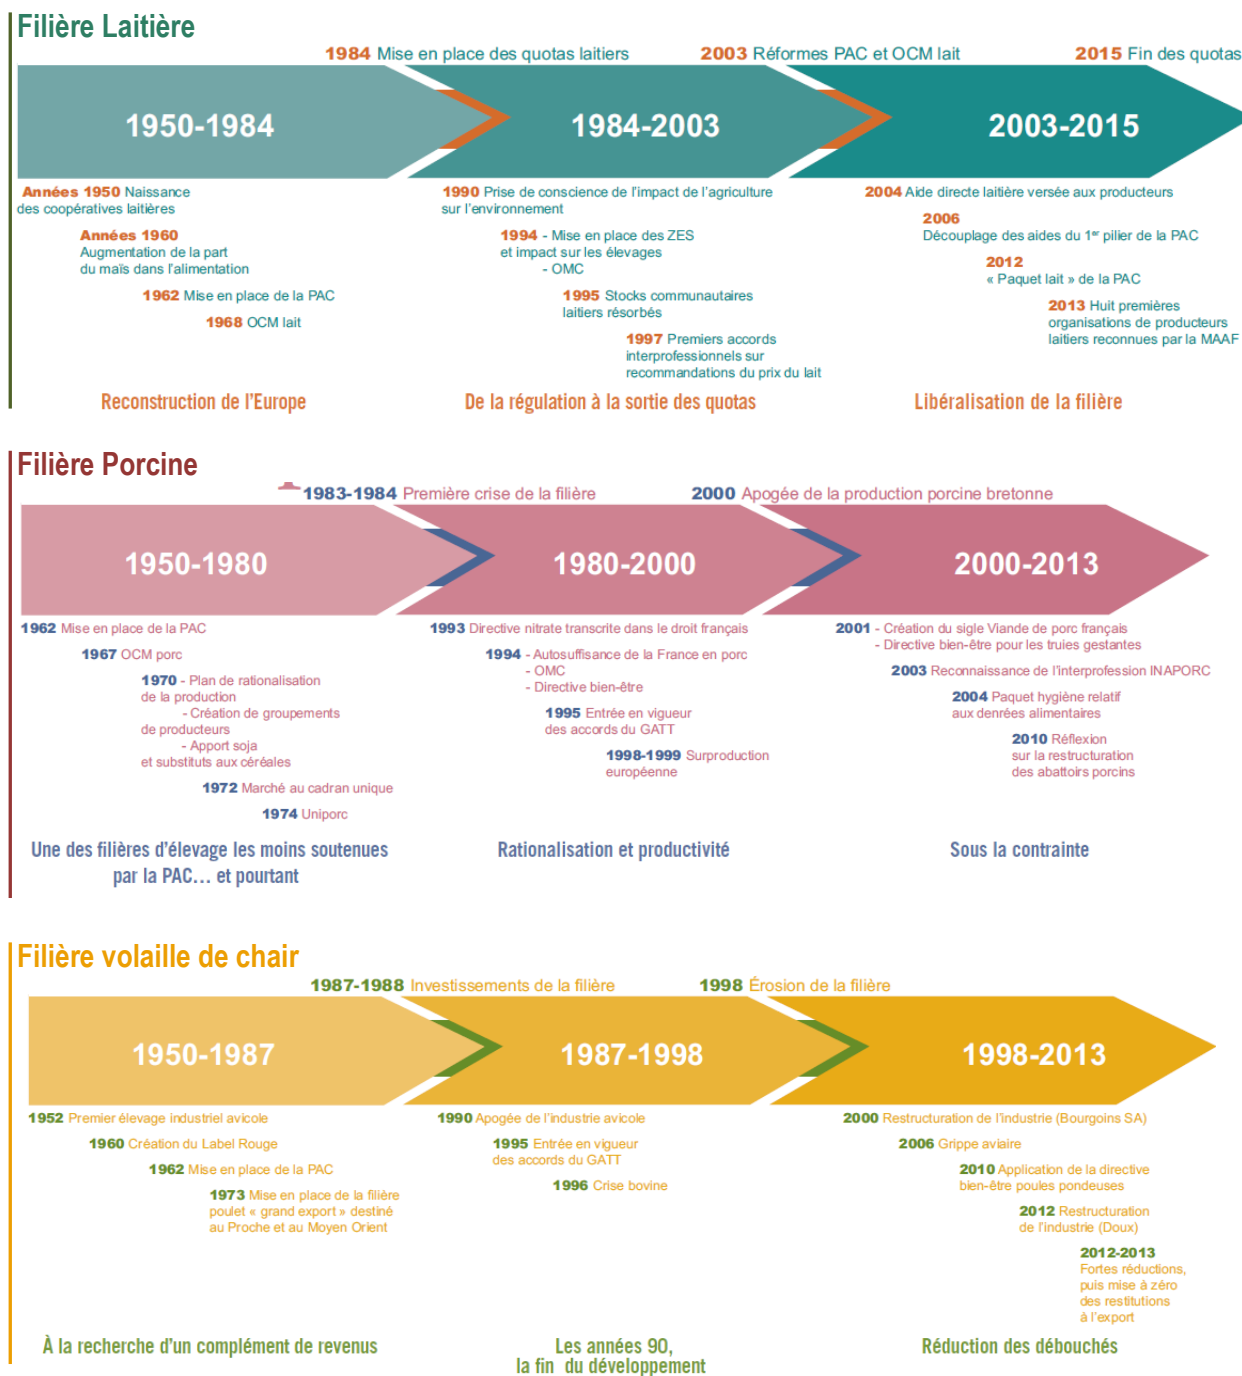 Filière Laitière
1984 Mise en place des quotas laitiers
2003 Réformes PAC et OCM lait
2015 Fin des quotas
1950-1984
1984-2003
2003-2015
Années 1950 Naissance
des coopératives laitières
Années 1960
Augmentation de la part
du maïs dans l'alimentation
1962 Mise en place de la PAC
1968 OCM lait
1990 Prise de conscience de l'impact de l'agriculture
sur l'environnement
1994 - Mise en place des ZES
et impact sur les élevages
- OMC
1995 Stocks communautaires
laitiers résorbés
1997 Premiers accords
interprofessionnels sur
recommandations du prix du lait
2004 Aide directe laitière versée aux producteurs
2006
Découplage des aides du 1er pilier de la PAC
2012
« Paquet lait » de la PAC
2013 Huit premières
organisations de producteurs
laitiers reconnues par la MAAF
Reconstruction de l'Europe
De la régulation à la sortie des quotas
Libéralisation de la filière
Filière Porcine
1983-1984 Première crise de la filière
2000 Apogée de la production porcine bretonne
1950-1980
1980-2000
2000-2013
1962 Mise en place de la PAC
1967 OCM porc
1970 - Plan de rationalisation
de la production
- Création de groupements
de producteurs
- Apport soja
et substituts aux céréales
1972 Marché au cadran unique
1974 Uniporc
1993 Directive nitrate transcrite dans le droit français
1994 - Autosuffisance de la France en porc
- OMC
- Directive bien-être
1995 Entrée en vigueur
des accords du GATT
1998-1999 Surproduction
européenne
2001 - Création du sigle Viande de porc français
- Directive bien-être pour les truies gestantes
2003 Reconnaissance de l'interprofession INAPORC
2004 Paquet hygiène relatif
aux denrées alimentaires
2010 Réflexion
sur la restructuration
des abattoirs porcins
Une des filières d'élevage les moins soutenues
par la PAC... et pourtant
Rationalisation et productivité
Sous la contrainte
Filière volaille de chair
1987-1988 Investissements de la filière
1998 Érosion de la filière
1950-1987
1987-1998
1998-2013
1952 Premier élevage industriel avicole
1960 Création du Label Rouge
1962 Mise en place de la PAC
1973 Mise en place de la filière
poulet « grand export » destiné
au Proche et au Moyen Orient
1990 Apogée de l'industrie avicole
1995 Entrée en vigueur
des accords du GATT
1996 Crise bovine
2000 Restructuration de l'industrie (Bourgoins SA)
2006 Grippe aviaire
2010 Application de la directive
bien-être poules pondeuses
2012 Restructuration
de l'industrie (Doux)
2012-2013
Fortes réductions,
puis mise à zéro
des restitutions
à l'export
À la recherche d'un complément de revenus
Les années 90,
la fin du développement
Réduction des débouchés